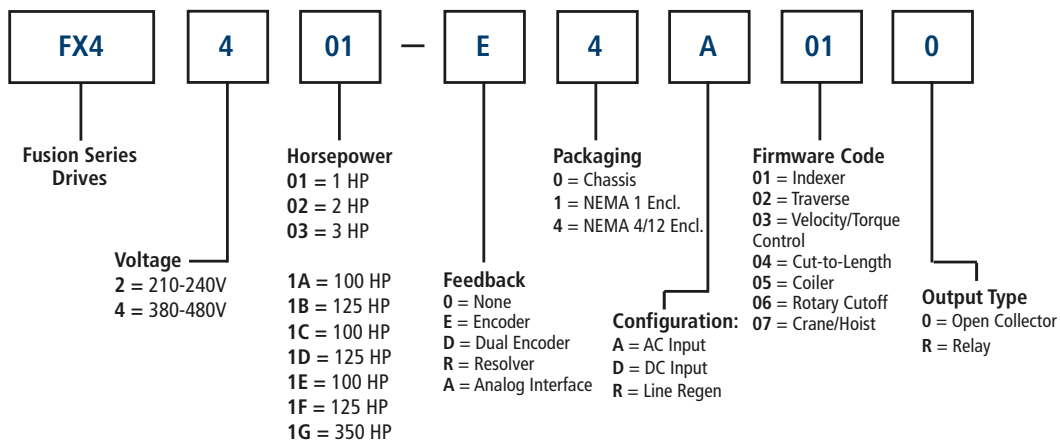 FX4 4 01 – E 4 A 01 0
Fusion Series
Drives
Voltage
2 = 210-240V
4 = 380-480V
Horsepower
01 = 1 HP
02 = 2 HP
03 = 3 HP
1A = 100 HP
1B = 125 HP
1C = 100 HP
1D = 125 HP
1E = 100 HP
1F = 125 HP
1G = 350 HP
Feedback
0 = None
E = Encoder
D = Dual Encoder
R = Resolver
A = Analog Interface
Packaging
0 = Chassis
1 = NEMA 1 Encl.
4 = NEMA 4/12 Encl.
Configuration:
A = AC Input
D = DC Input
R = Line Regen
Firmware Code
01 = Indexer
02 = Traverse
03 = Velocity/Torque
Control
04 = Cut-to-Length
05 = Coiler
06 = Rotary Cutoff
07 = Crane/Hoist
Output Type
0 = Open Collector
R = Relay